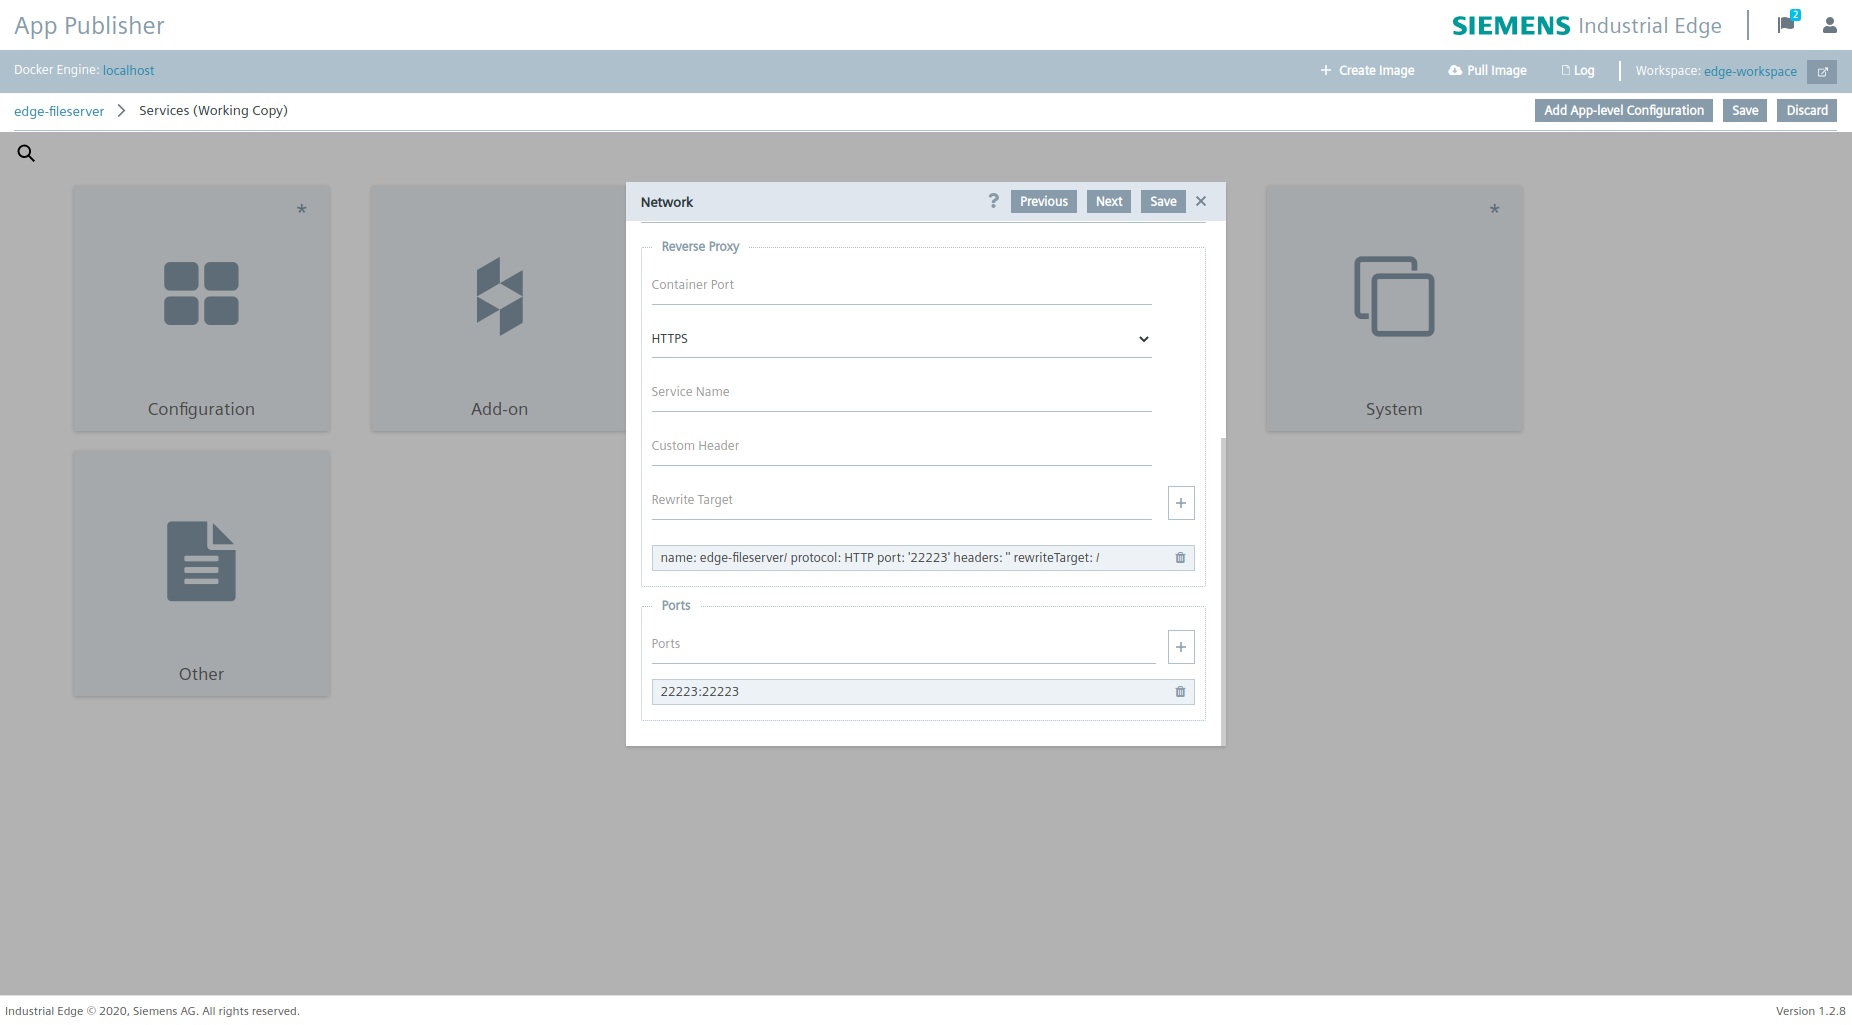 App Publisher
SIEMENS Industrial Edge
2
Docker Engine: localhost
Create Image
Pull Image
Log
Workspace: edge-workspace
edge-fileserver
Services (Working Copy)
Add App-level Configuration
Save
Discard
*
Configuration
Add-on
*
System
Other
Network
?
Previous
Next
Save
Reverse Proxy
Container Port
HTTPS
Service Name
Custom Header
Rewrite Target
+
name: edge-fileserver/ protocol: HTTP port: '22223' headers: '' rewriteTarget: /
Ports
Ports
+
22223:22223
Industrial Edge © 2020, Siemens AG. All rights reserved.
Version 1.2.8